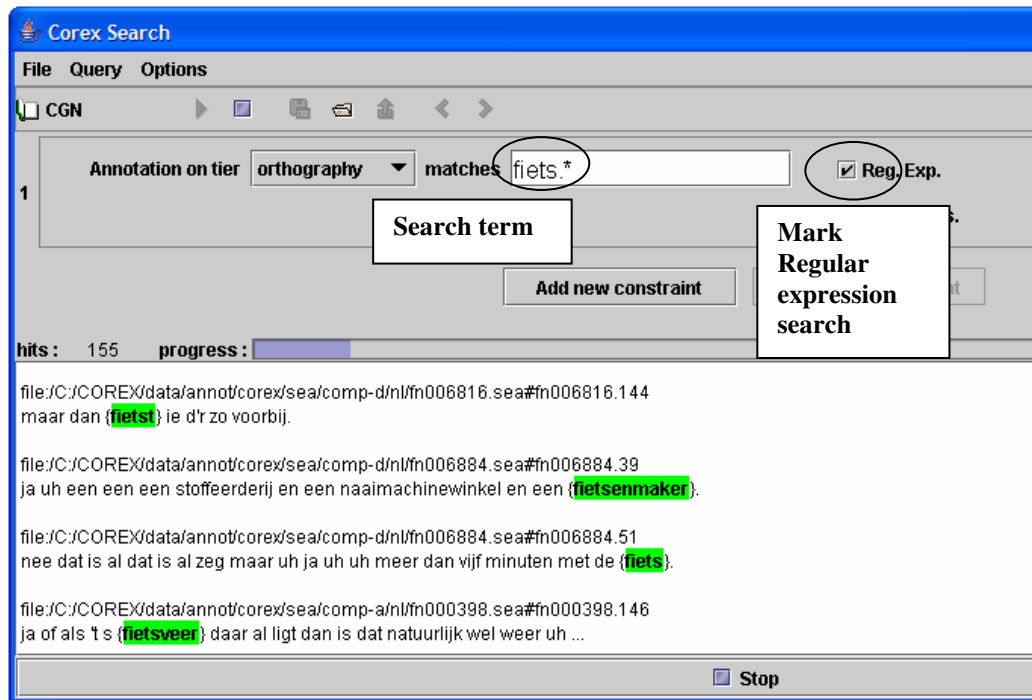 Corex Search
File Query Options
CGN
1 Annotation on tier orthography matches fiets.* Reg. Exp.
s.
Search term
Mark
Regular
expression
search
Add new constraint
hits : 155 progress :
file:/C:/COREX/data/annot/corex/sea/comp-d/nl/fn006816.sea#fn006816.144
maar dan {fietst} ie d'r zo voorbij.
file:/C:/COREX/data/annot/corex/sea/comp-d/nl/fn006884.sea#fn006884.39
ja uh een een een stoffeerderij en een naaimachinewinkel en een {fietsenmaker}.
file:/C:/COREX/data/annot/corex/sea/comp-d/nl/fn006884.sea#fn006884.51
nee dat is al dat is al zeg maar uh ja uh uh meer dan vijf minuten met de {fiets}.
file:/C:/COREX/data/annot/corex/sea/comp-a/nl/fn000398.sea#fn000398.146
ja of als 't s {fietsveer} daar al ligt dan is dat natuurlijk wel weer uh ...
Stop